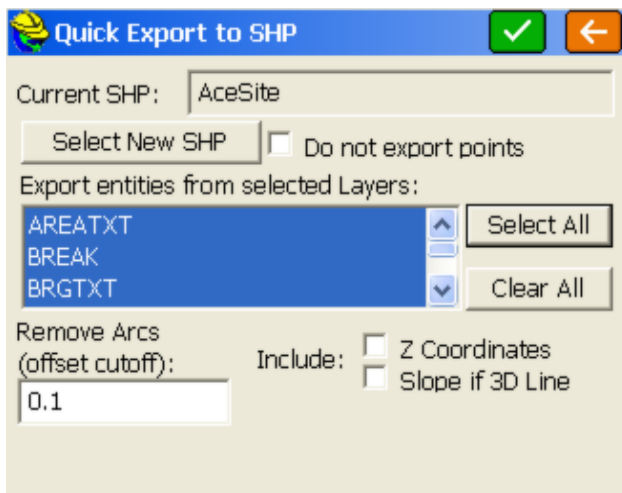 Quick Export to SHP
Current SHP: AceSite
Select New SHP Do not export points
Export entities from selected Layers:
AREATXT
Select All
BREAK
BRGTXT
Clear All
Remove Arcs
(offset cutoff):
0.1
Include: Z Coordinates
Slope if 3D Line